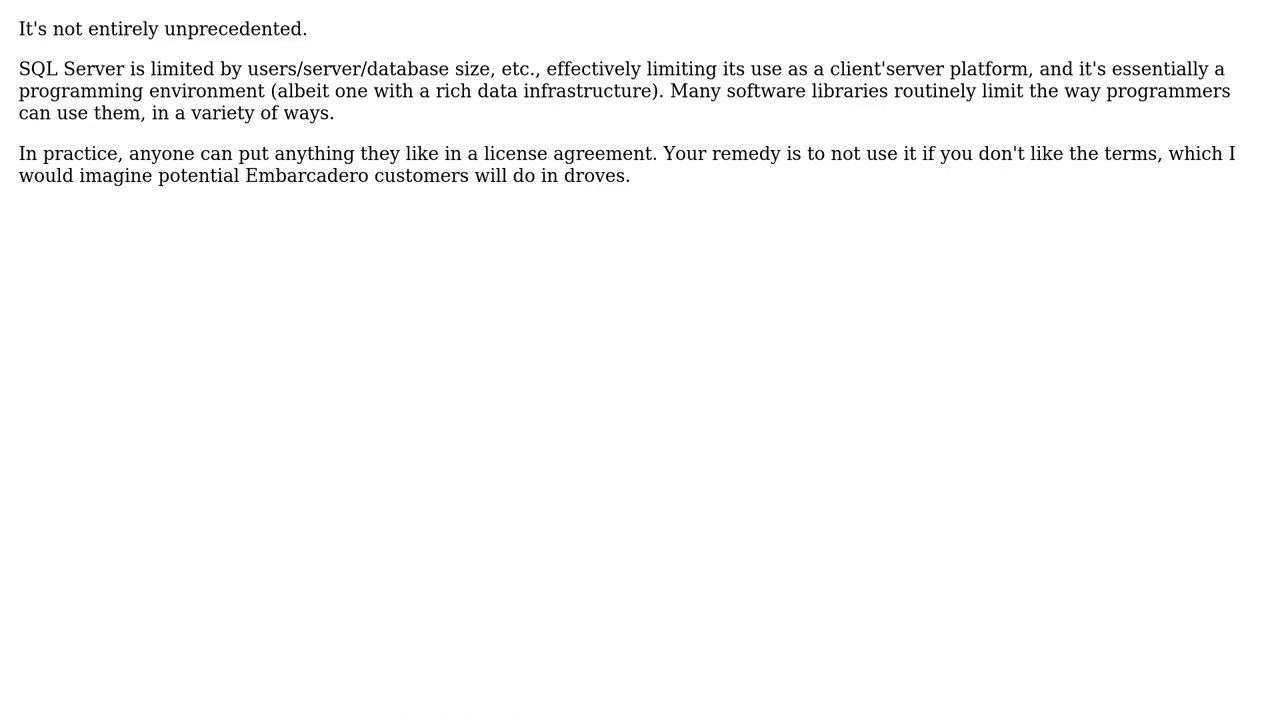 It's not entirely unprecedented.
SQL Server is limited by users/server/database size, etc., effectively limiting its use as a client'server platform, and it's essentially a
programming environment (albeit one with a rich data infrastructure). Many software libraries routinely limit the way programmers
can use them, in a variety of ways.
In practice, anyone can put anything they like in a license agreement. Your remedy is to not use it if you don't like the terms, which I
would imagine potential Embarcadero customers will do in droves.